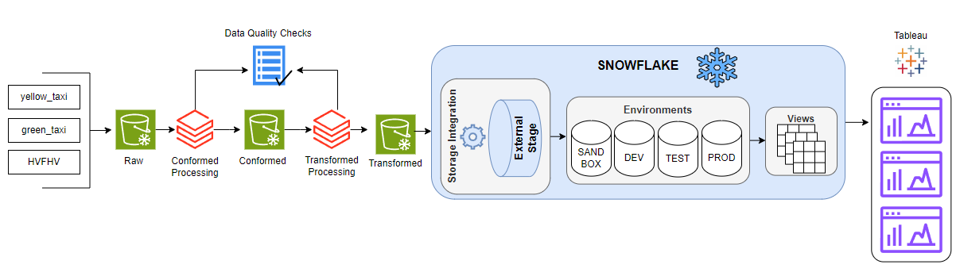 Data Quality Checks
yellow_taxi
green_taxi
HVFHV
Raw
Conformed
Processing
Conformed
Transformed
Processing
Transformed
SNOWFLAKE
Storage Integration
External
Stage
Environments
SAND
BOX
DEV
TEST
PROD
Views
Tableau